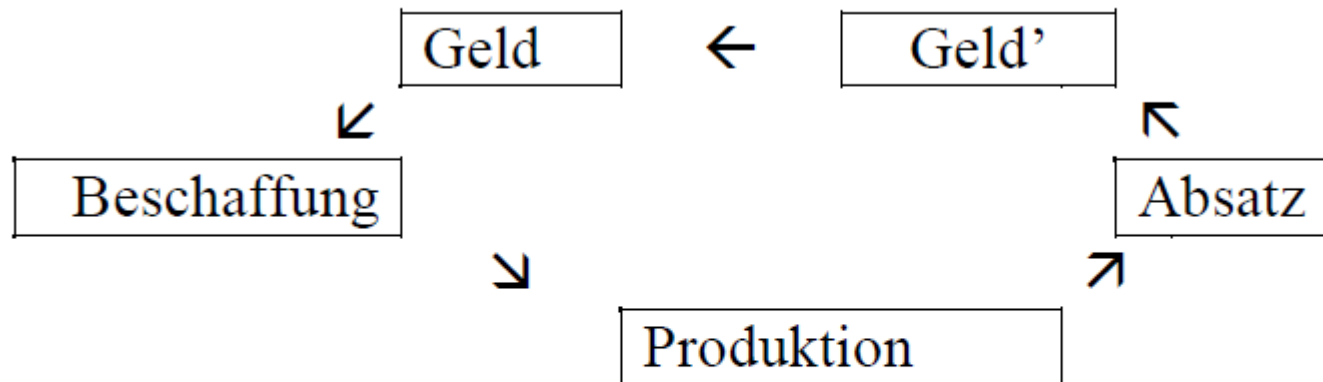 Geld ← Geld’
↙ ↖
Beschaffung Absatz
↘ ↗
Produktion